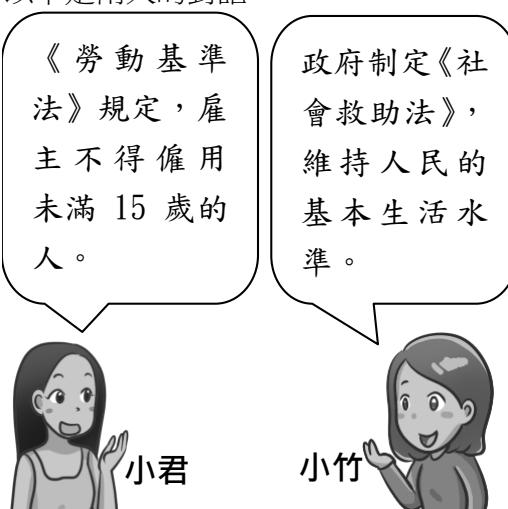 以下是兩人的對話
《勞動基準
法》規定，雇
主不得僱用
未滿 15 歲的
人。
政府制定《社
會救助法》，
維持人民的
基本生活水
準。
小君
小竹